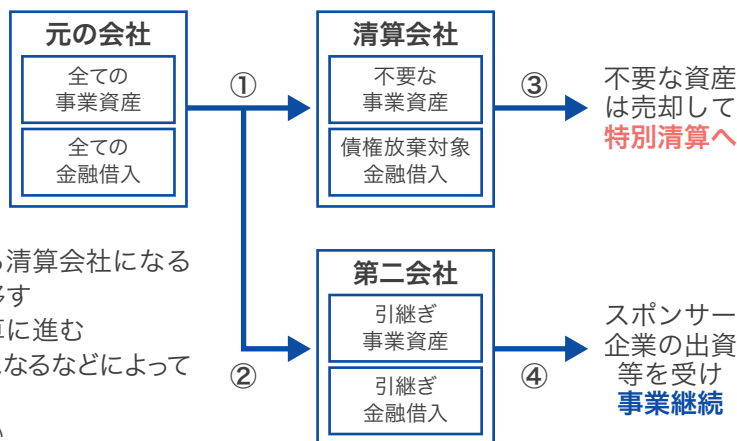 元の会社
全ての
事業資産
全ての
金融借入
①
清算会社
不要な
事業資産
債権放棄対象
金融借入
③
不要な資産
は売却して
特別清算へ
清算会社になる
に進む
なるなどによって
②
第二会社
引継ぎ
事業資産
引継ぎ
金融借入
④
スポンサー
企業の出資
等を受け
事業継続